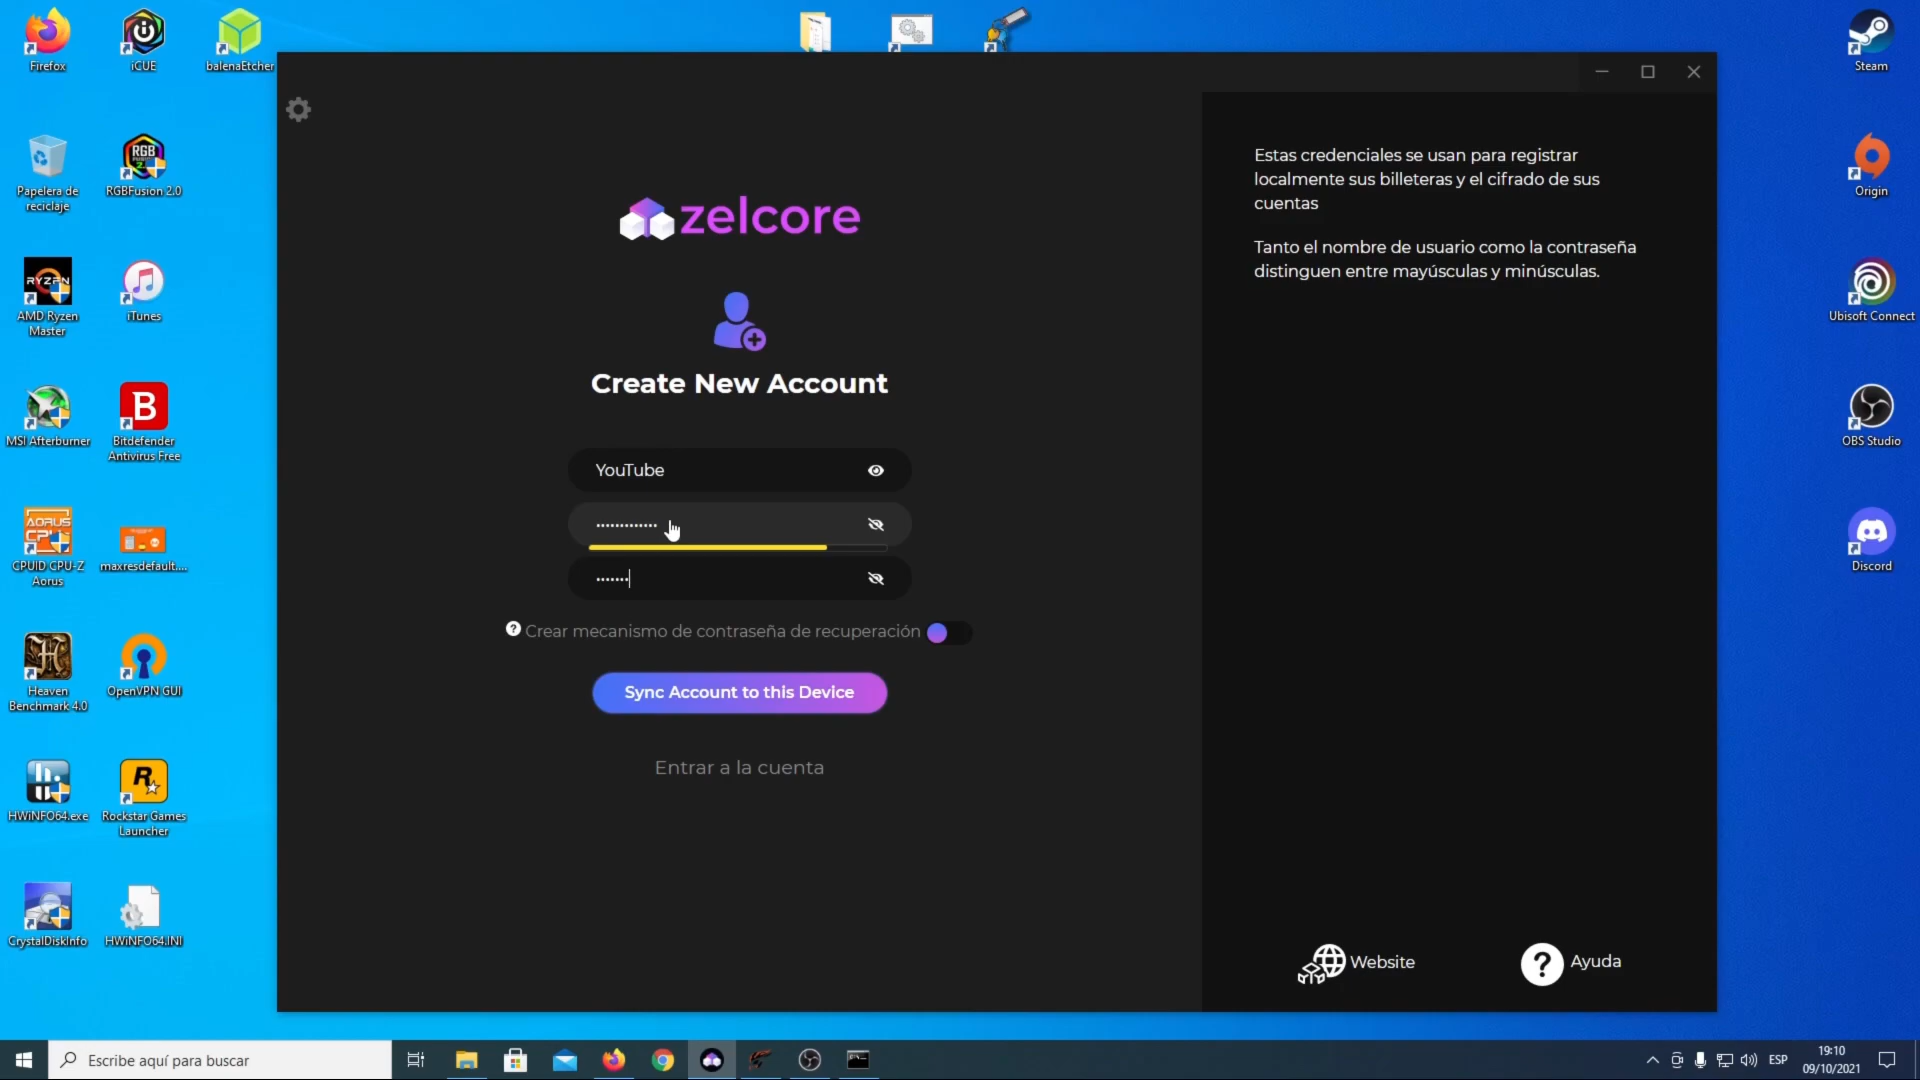 Firefox
iCUE
balenaEtcher
Steam
Papelera de
reciclaje
RGB
RGBFusion 2.0
Origin
RYZEN
AMD Ryzen
Master
iTunes
Ubisoft Connect
MSI Afterburner
B
Bitdefender
Antivirus Free
OBS Studio
AORUS
CPUID CPU-Z
Aorus
maxresdefault....
Discord
Heaven
Benchmark 4.0
OpenVPN GUI
HWiNFO64.exe
Rockstar Games
Launcher
CrystalDiskInfo
HWiNFO64.INI
zelcore
Create New Account
YouTube
•••••••••••••
•••••••
Crear mecanismo de contraseña de recuperación
Sync Account to this Device
Entrar a la cuenta
Estas credenciales se usan para registrar
localmente sus billeteras y el cifrado de sus
cuentas
Tanto el nombre de usuario como la contraseña
distinguen entre mayúsculas y minúsculas.
Website
Ayuda
Escribe aquí para buscar
ESP
19:10
09/10/2021